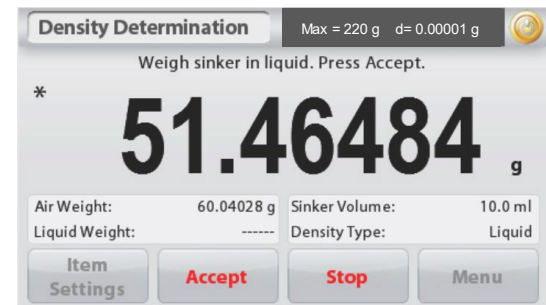 Density Determination Max = 220 g d= 0.00001 g
Weigh sinker in liquid. Press Accept.
* 51.46484 g
Air Weight: 60.04028 g Sinker Volume: 10.0 ml
Liquid Weight: ------ Density Type: Liquid
Item Settings Accept Stop Menu